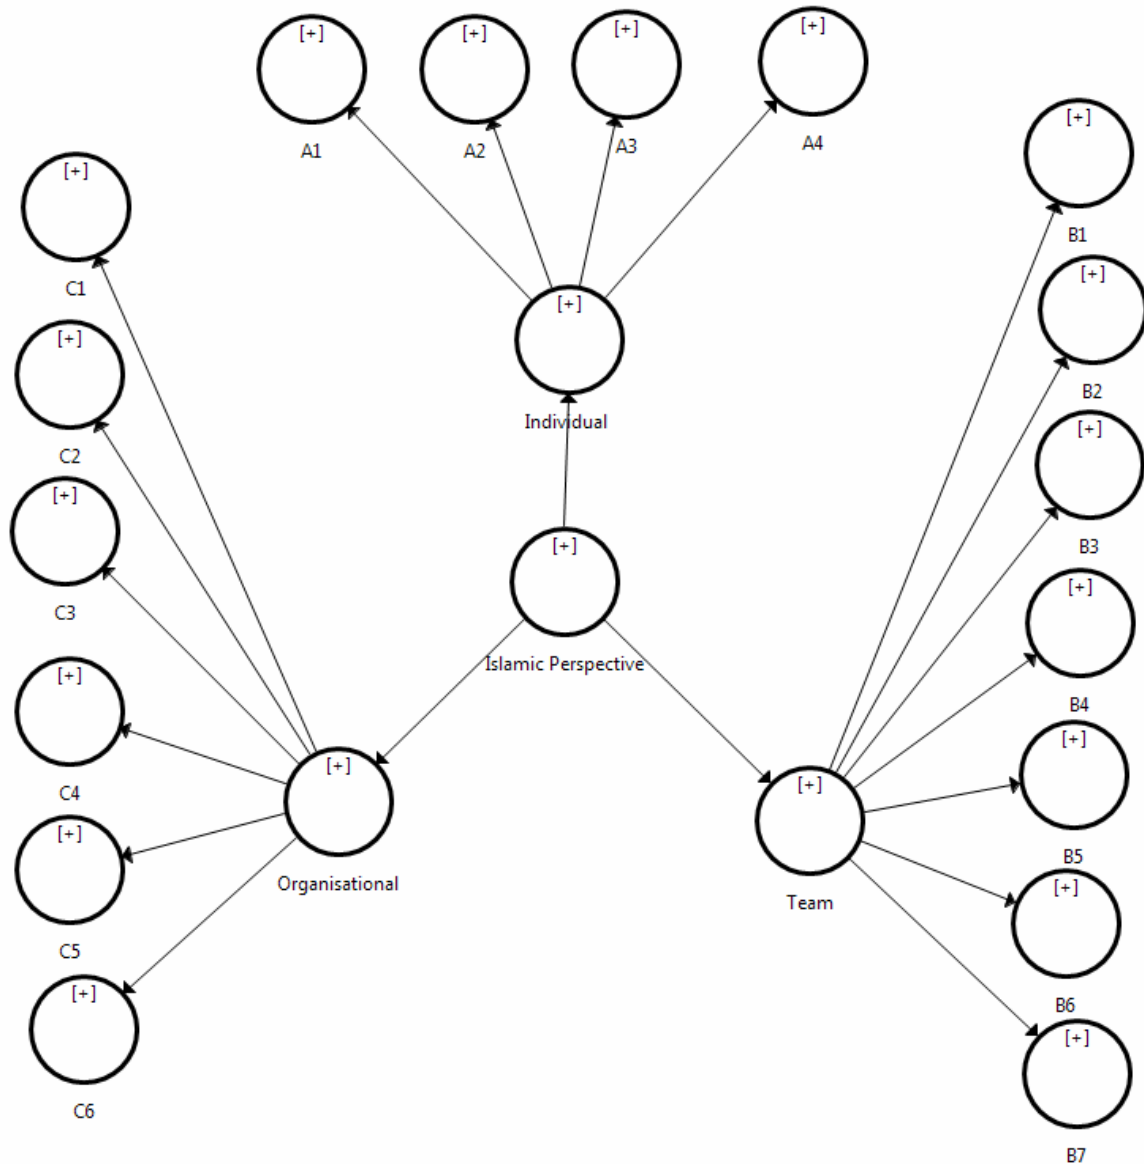 [+]
A1
[+]
A2
[+]
A3
[+]
A4
[+]
Individual
[+]
Islamic Perspective
[+]
C1
[+]
C2
[+]
C3
[+]
C4
[+]
C5
[+]
C6
[+]
Organisational
[+]
Team
[+]
B1
[+]
B2
[+]
B3
[+]
B4
[+]
B5
[+]
B6
[+]
B7